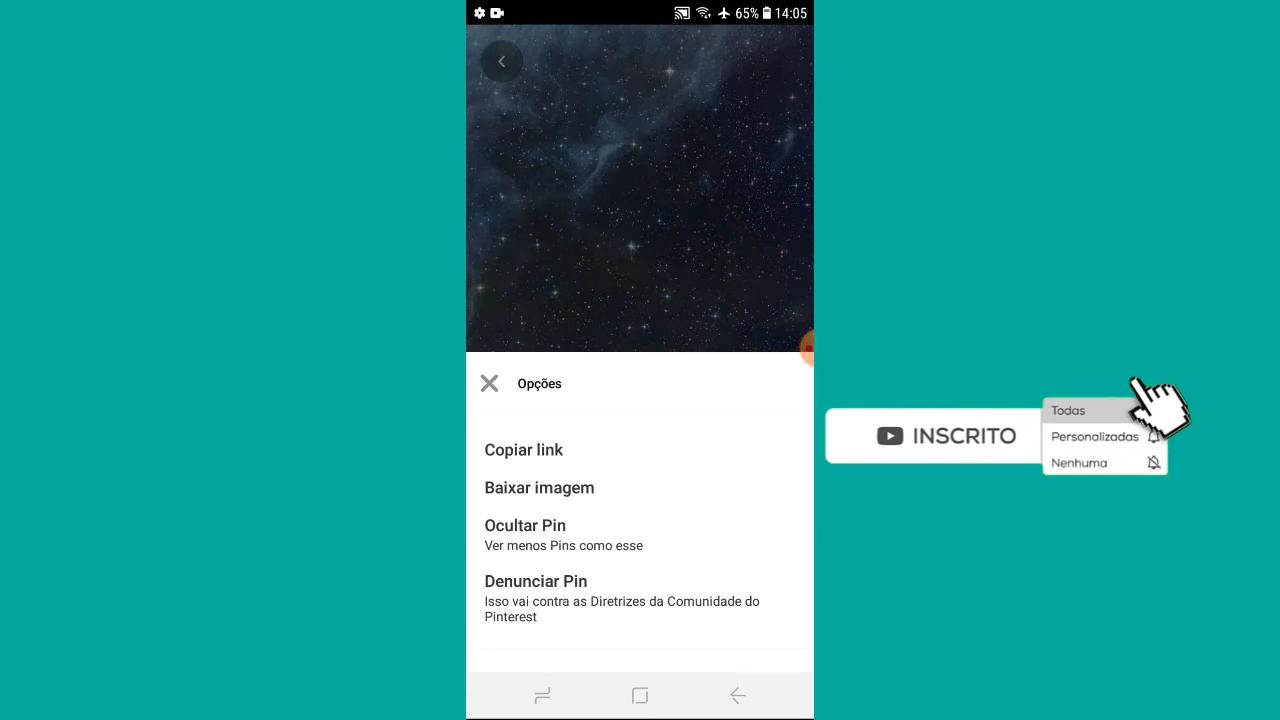 65% 14:05
Opções
Copiar link
Baixar imagem
Ocultar Pin
Ver menos Pins como esse
Denunciar Pin
Isso vai contra as Diretrizes da Comunidade do
Pinterest
INSCRITO
Todas
Personalizadas
Nenhuma